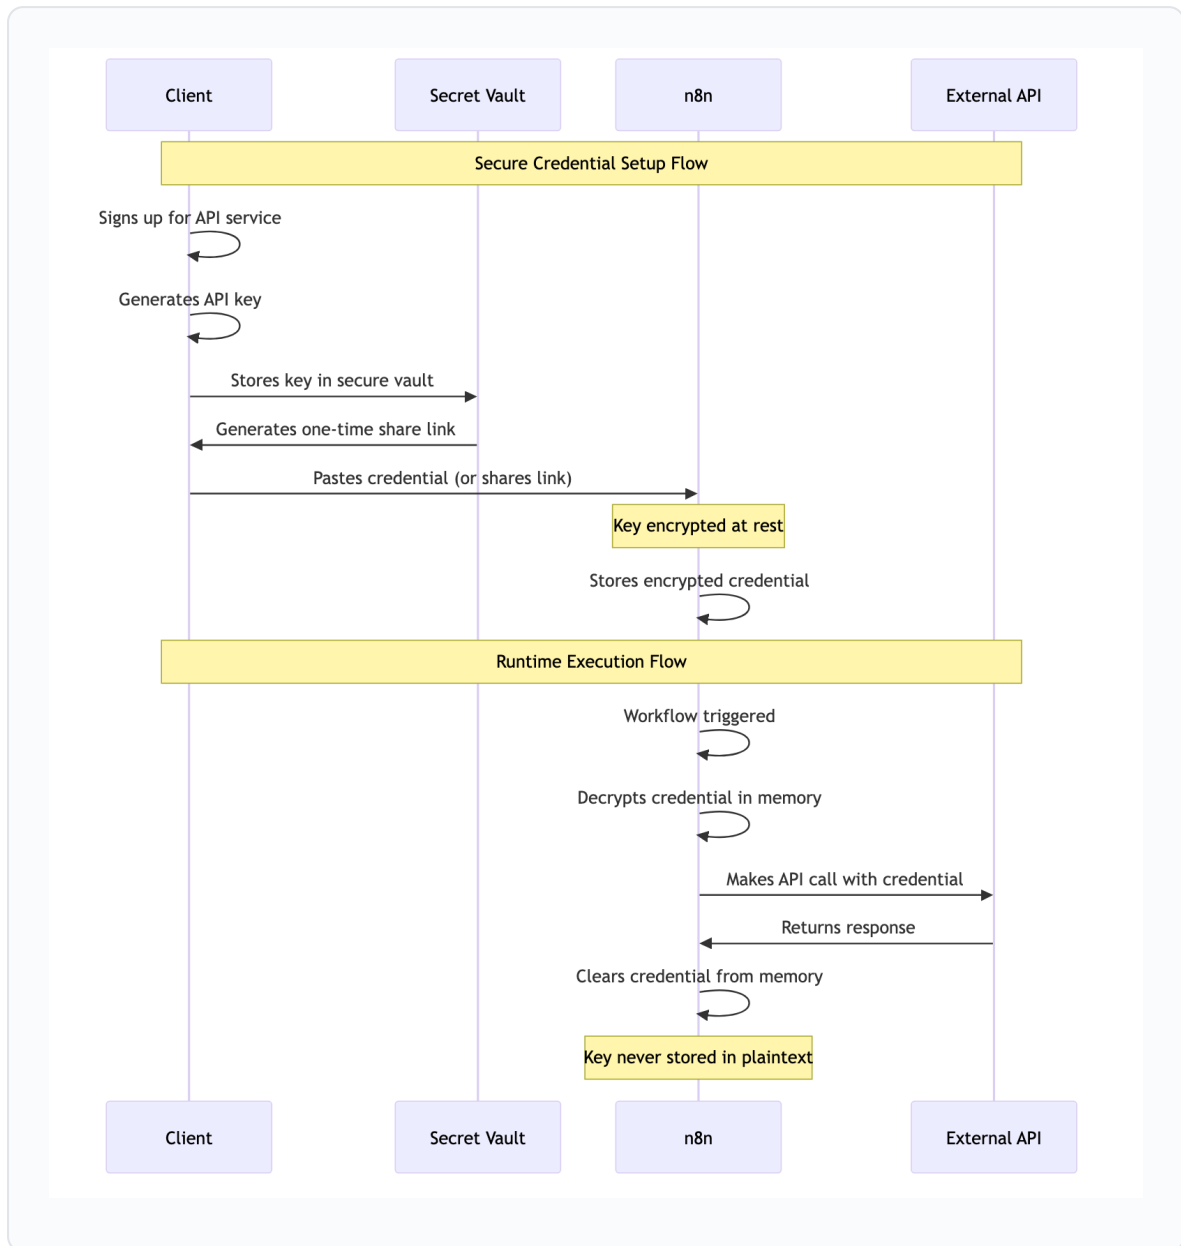 Client
Secret Vault
n8n
External API
Secure Credential Setup Flow
Signs up for API service
Generates API key
Stores key in secure vault
Generates one-time share link
Pastes credential (or shares link)
Key encrypted at rest
Stores encrypted credential
Runtime Execution Flow
Workflow triggered
Decrypts credential in memory
Makes API call with credential
Returns response
Clears credential from memory
Key never stored in plaintext
Client
Secret Vault
n8n
External API